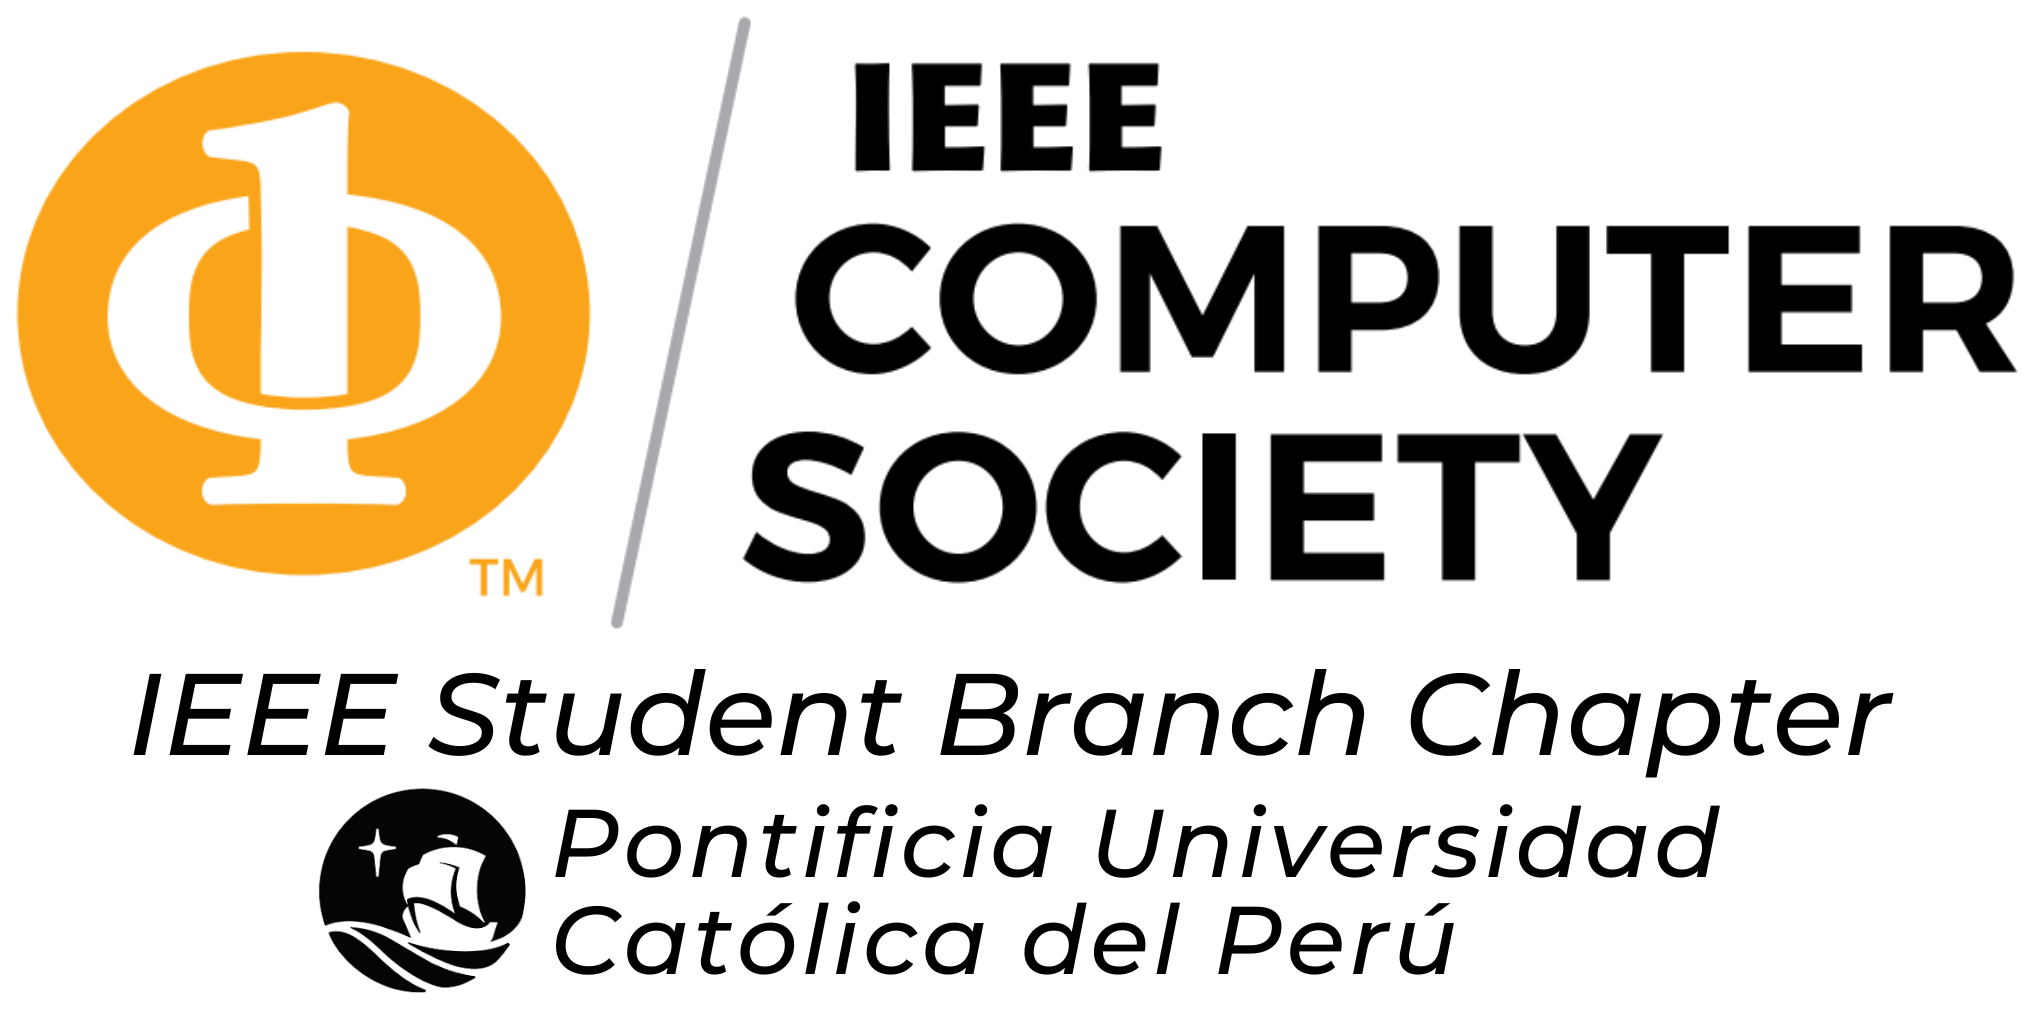 IEEE
COMPUTER
SOCIETY
TM
IEEE Student Branch Chapter
Pontificia Universidad
Católica del Perú